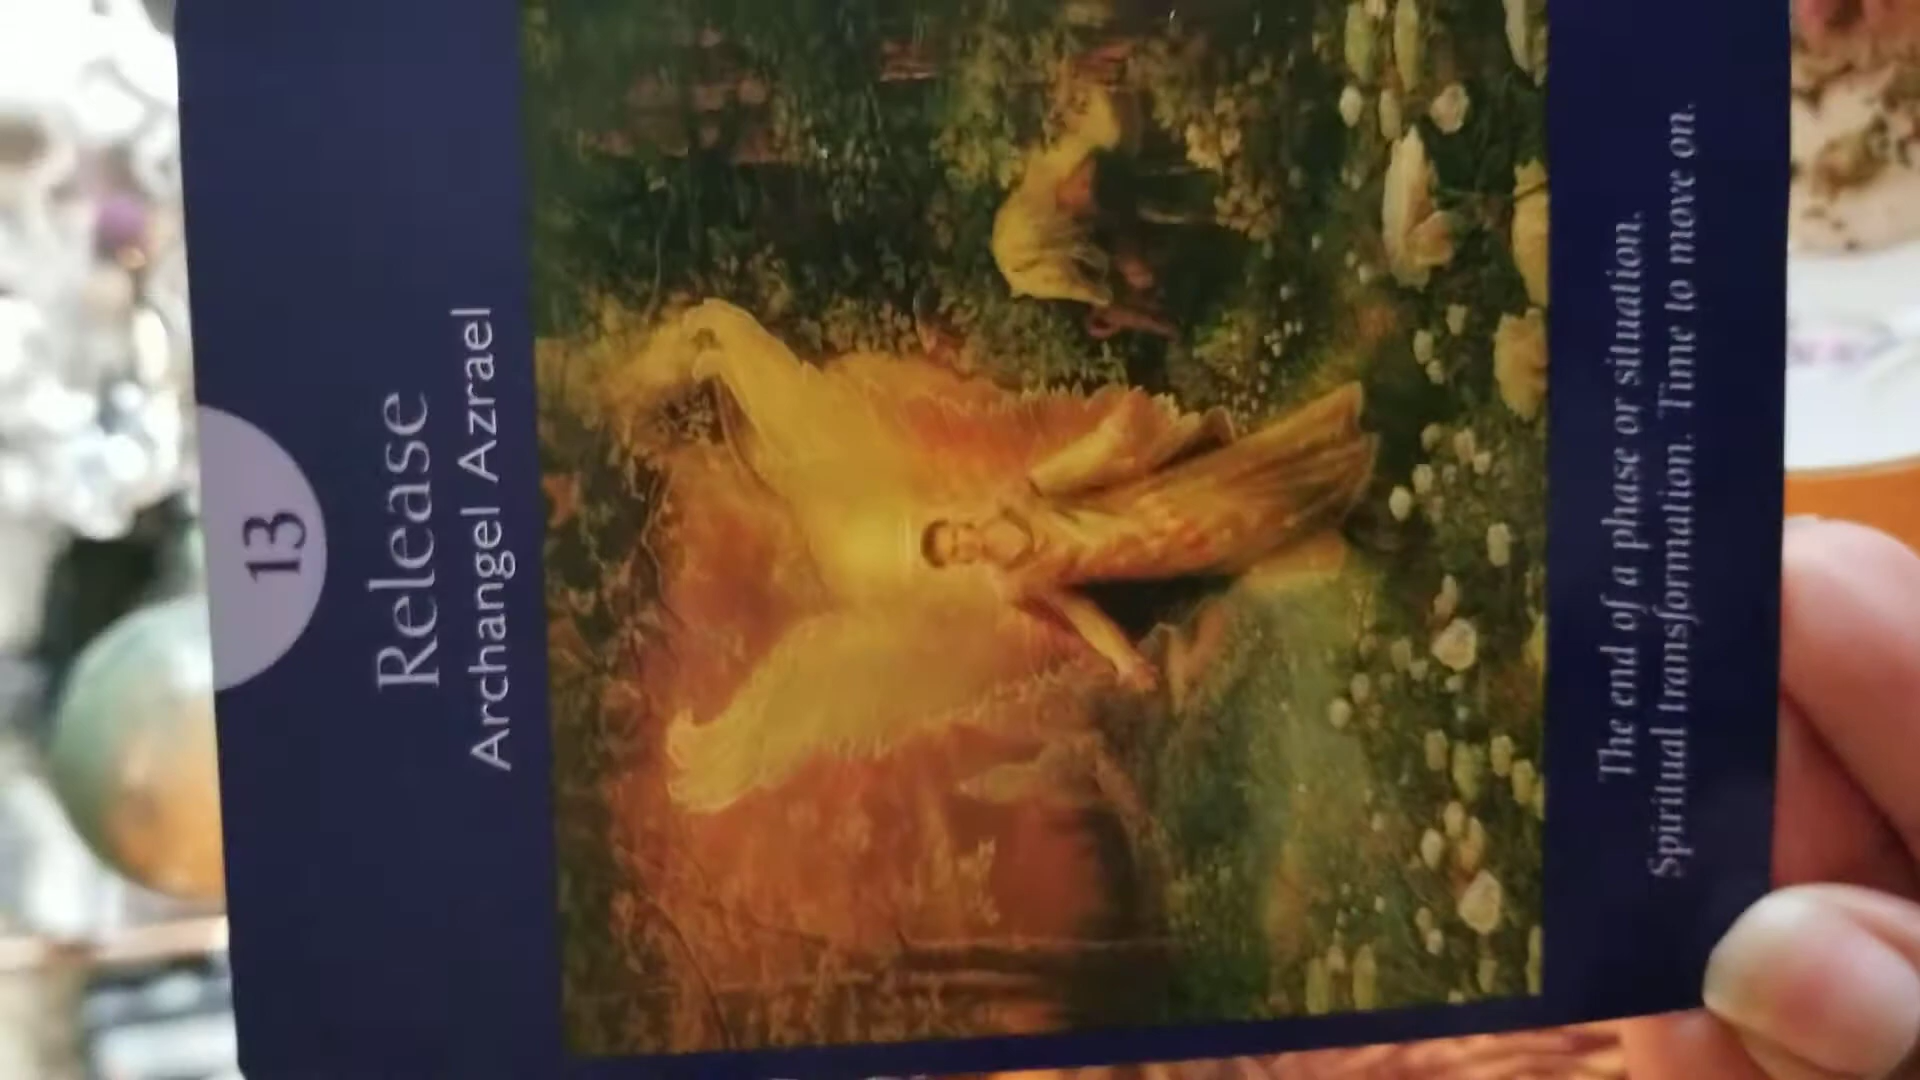 13
Release
Archangel Azrael
The end of a phase or situation.
Spiritual transformation. Time to move on.